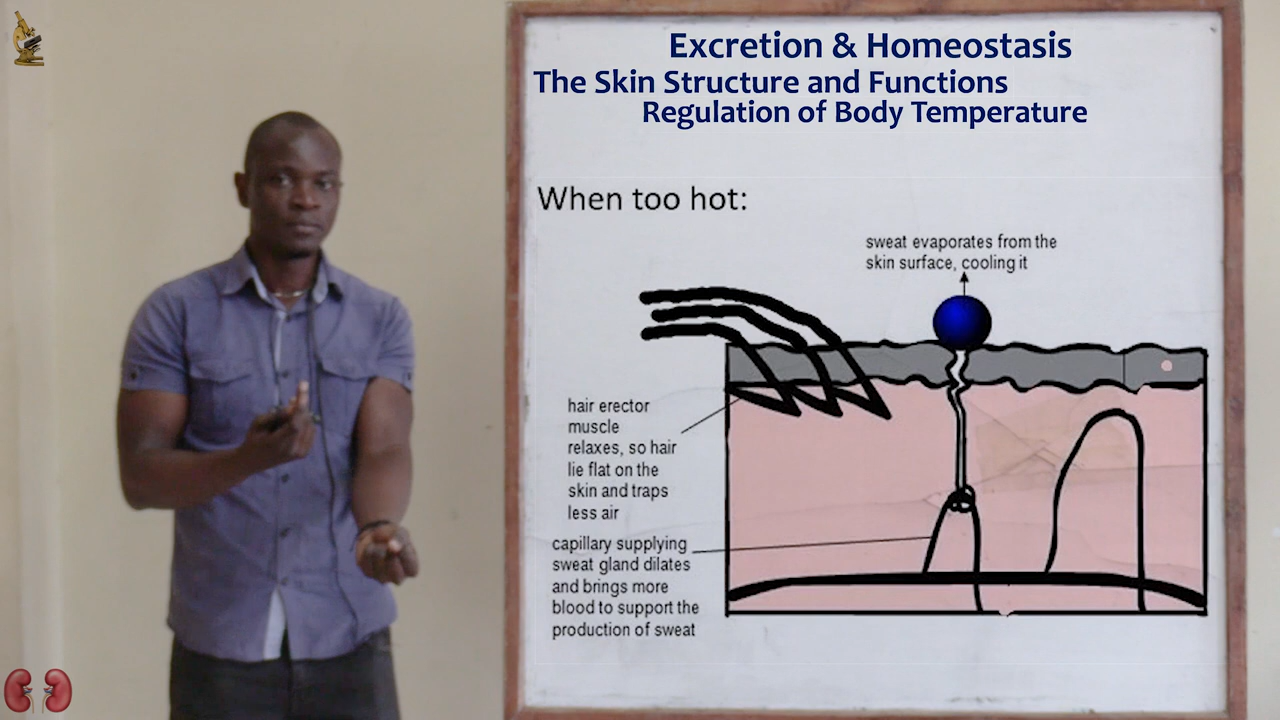 Excretion & Homeostasis
The Skin Structure and Functions
Regulation of Body Temperature
When too hot:
sweat evaporates from the
skin surface, cooling it
hair erector
muscle
relaxes, so hair
lie flat on the
skin and traps
less air
capillary supplying
sweat gland dilates
and brings more
blood to support the
production of sweat